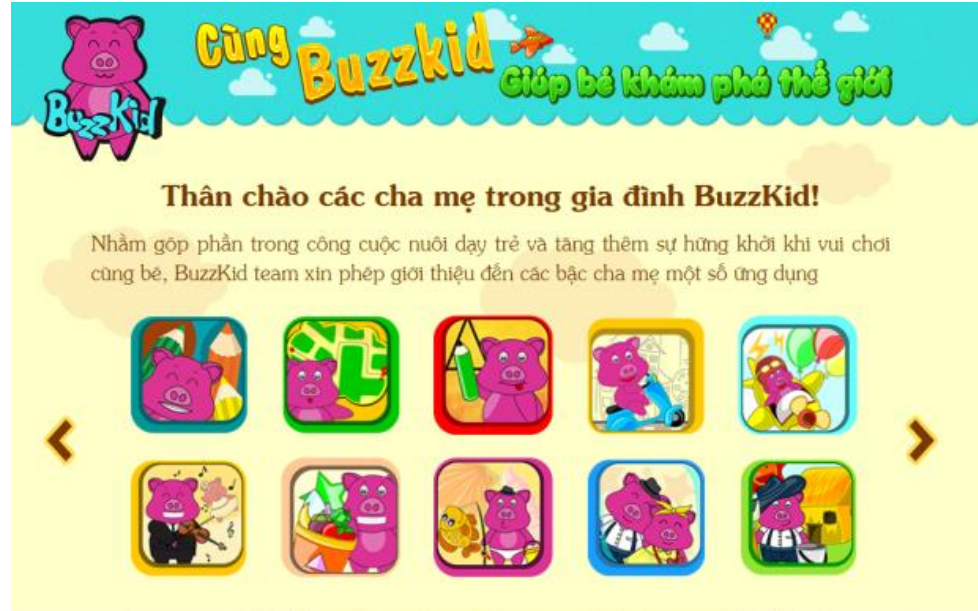 Cùng Buzzkid
Giúp bé khám phá thế giới
BuzzKid
Thân chào các cha mẹ trong gia đình BuzzKid!
Nhằm góp phần trong công cuộc nuôi dạy trẻ và tăng thêm sự hứng khởi khi vui chơi
cùng bé, BuzzKid team xin phép giới thiệu đến các bậc cha mẹ một số ứng dụng
A